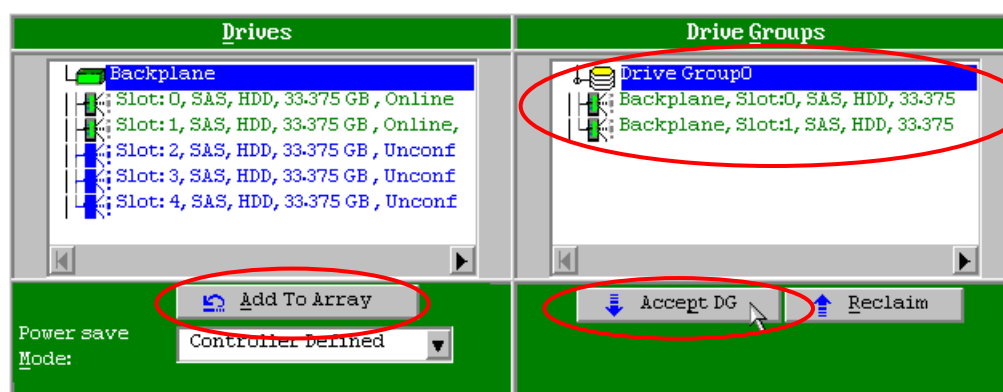 Drives
Backplane
Slot: 0, SAS, HDD, 33.375 GB , Online
Slot: 1, SAS, HDD, 33.375 GB , Online,
Slot: 2, SAS, HDD, 33.375 GB , Unconf
Slot: 3, SAS, HDD, 33.375 GB , Unconf
Slot: 4, SAS, HDD, 33.375 GB , Unconf
Add To Array
Power save
Mode:
Controller Defined
Drive Groups
Drive Group0
Backplane, Slot:0, SAS, HDD, 33.375
Backplane, Slot:1, SAS, HDD, 33.375
Accept DG
Reclaim